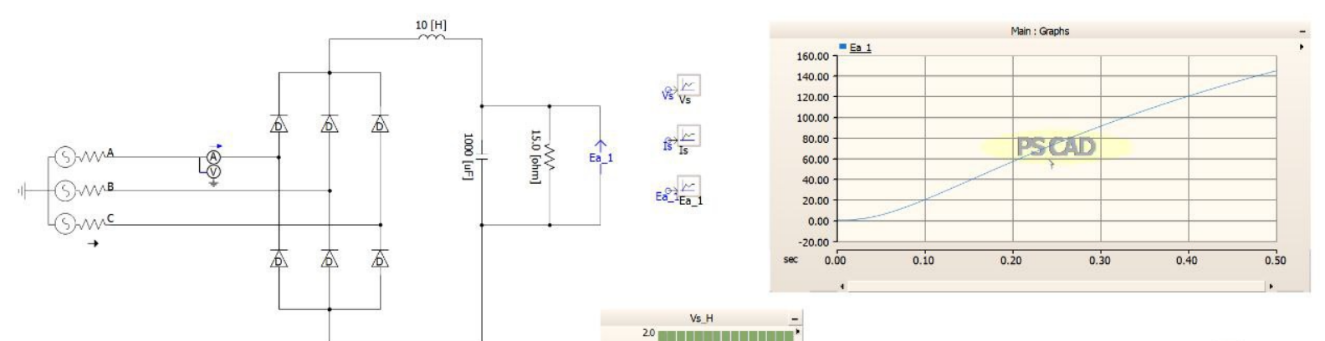 10 [H]
D D D
A
B
C
S
S
S
A
V
1000 [uF]
15.0 [ohm]
Ea_1
D D D
Vs Vs
Is Is
Ea_1 Ea_1
Main : Graphs
Ea_1
160.00
140.00
120.00
100.00
80.00
60.00
40.00
20.00
0.00
-20.00
PSCAD
sec 0.00 0.10 0.20 0.30 0.40 0.50
Vs_H
2.0